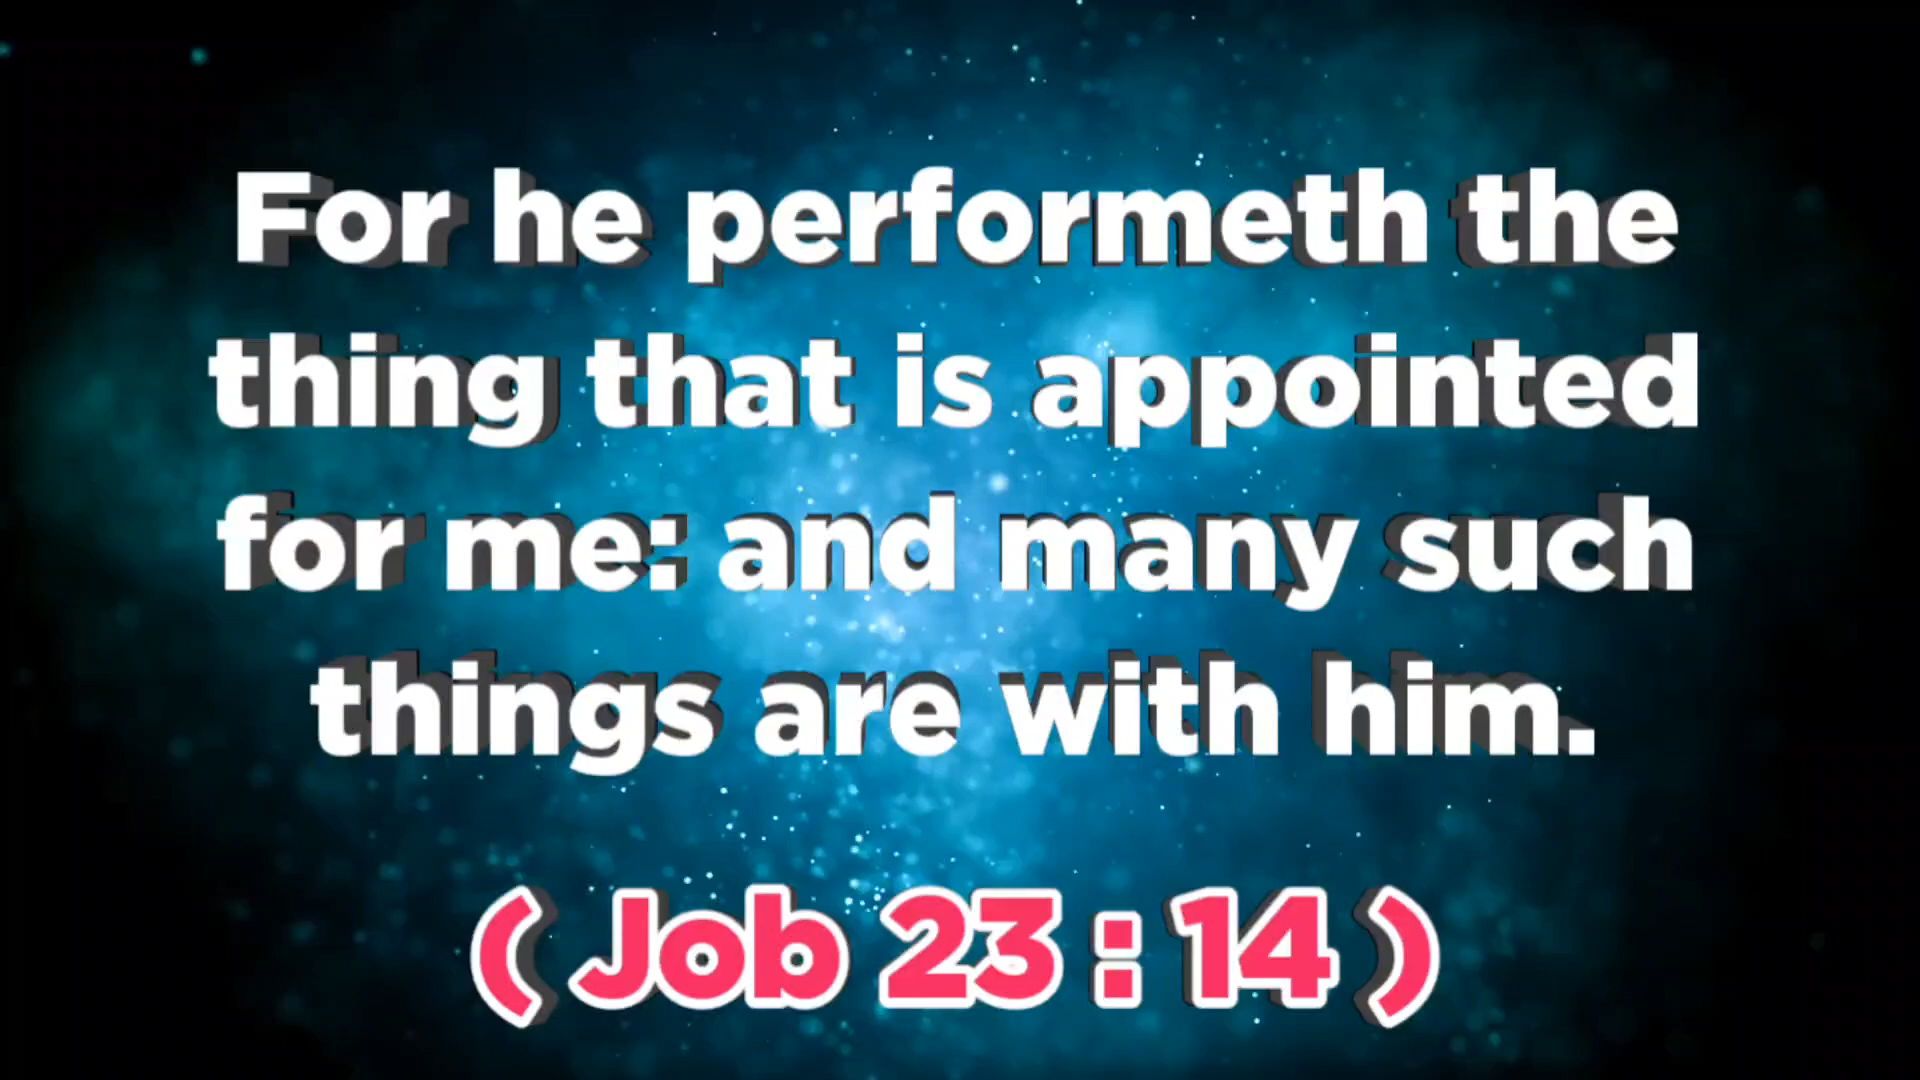 For he performeth the
thing that is appointed
for me: and many such
things are with him.
( Job 23 : 14 )